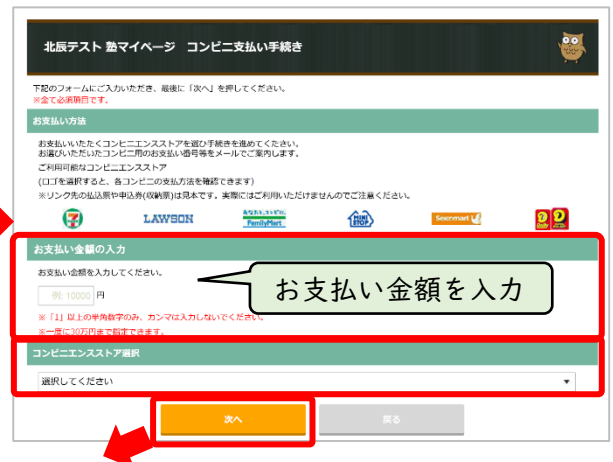 北辰テスト 塾マイページ コンビニ支払い手続き
下記のフォームにご入力いただき、最後に「次へ」を押してください。
※全て必須項目です。
お支払い方法
お支払いいただくコンビニエンスストアを選び手続きを進めてください。
お選びいただいたコンビニ用のお支払い番号等をメールでご案内します。
ご利用可能なコンビニエンスストア
(ロゴを選択すると、各コンビニの支払方法を確認できます)
※リンク先の払込票や申込券(収納票)は見本です。実際にはご利用いただけませんのでご注意ください。
LAWSON
あなたと、コンビに、
FamilyMart
MINI STOP
Seicomart
お支払い金額の入力
お支払い金額を入力してください。
お支払い金額を入力
例: 10000 円
※「1」以上の半角数字のみ、カンマは入力しないでください。
※一度に30万円まで指定できます。
コンビニエンスストア選択
選択してください
次へ
戻る